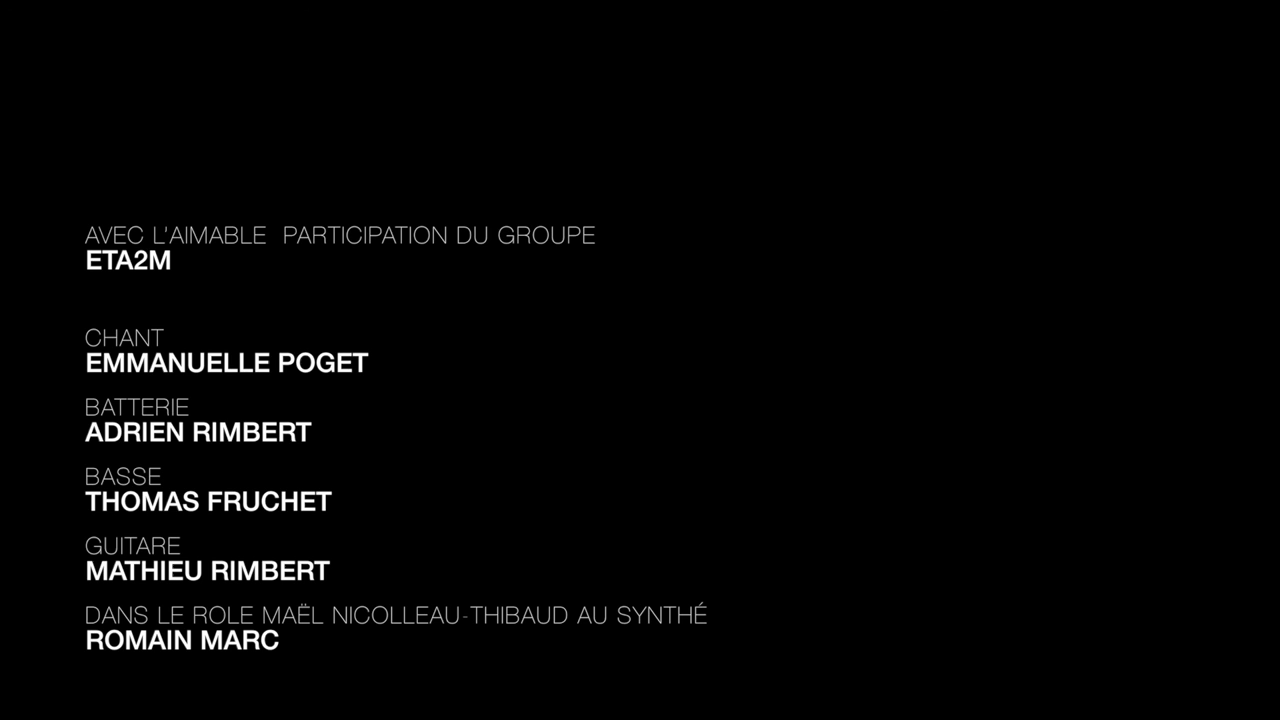 AVEC L'AIMABLE  PARTICIPATION DU GROUPE
ETA2M
CHANT
EMMANUELLE POGET
BATTERIE
ADRIEN RIMBERT
BASSE
THOMAS FRUCHET
GUITARE
MATHIEU RIMBERT
DANS LE ROLE MAËL NICOLLEAU-THIBAUD AU SYNTHÉ
ROMAIN MARC